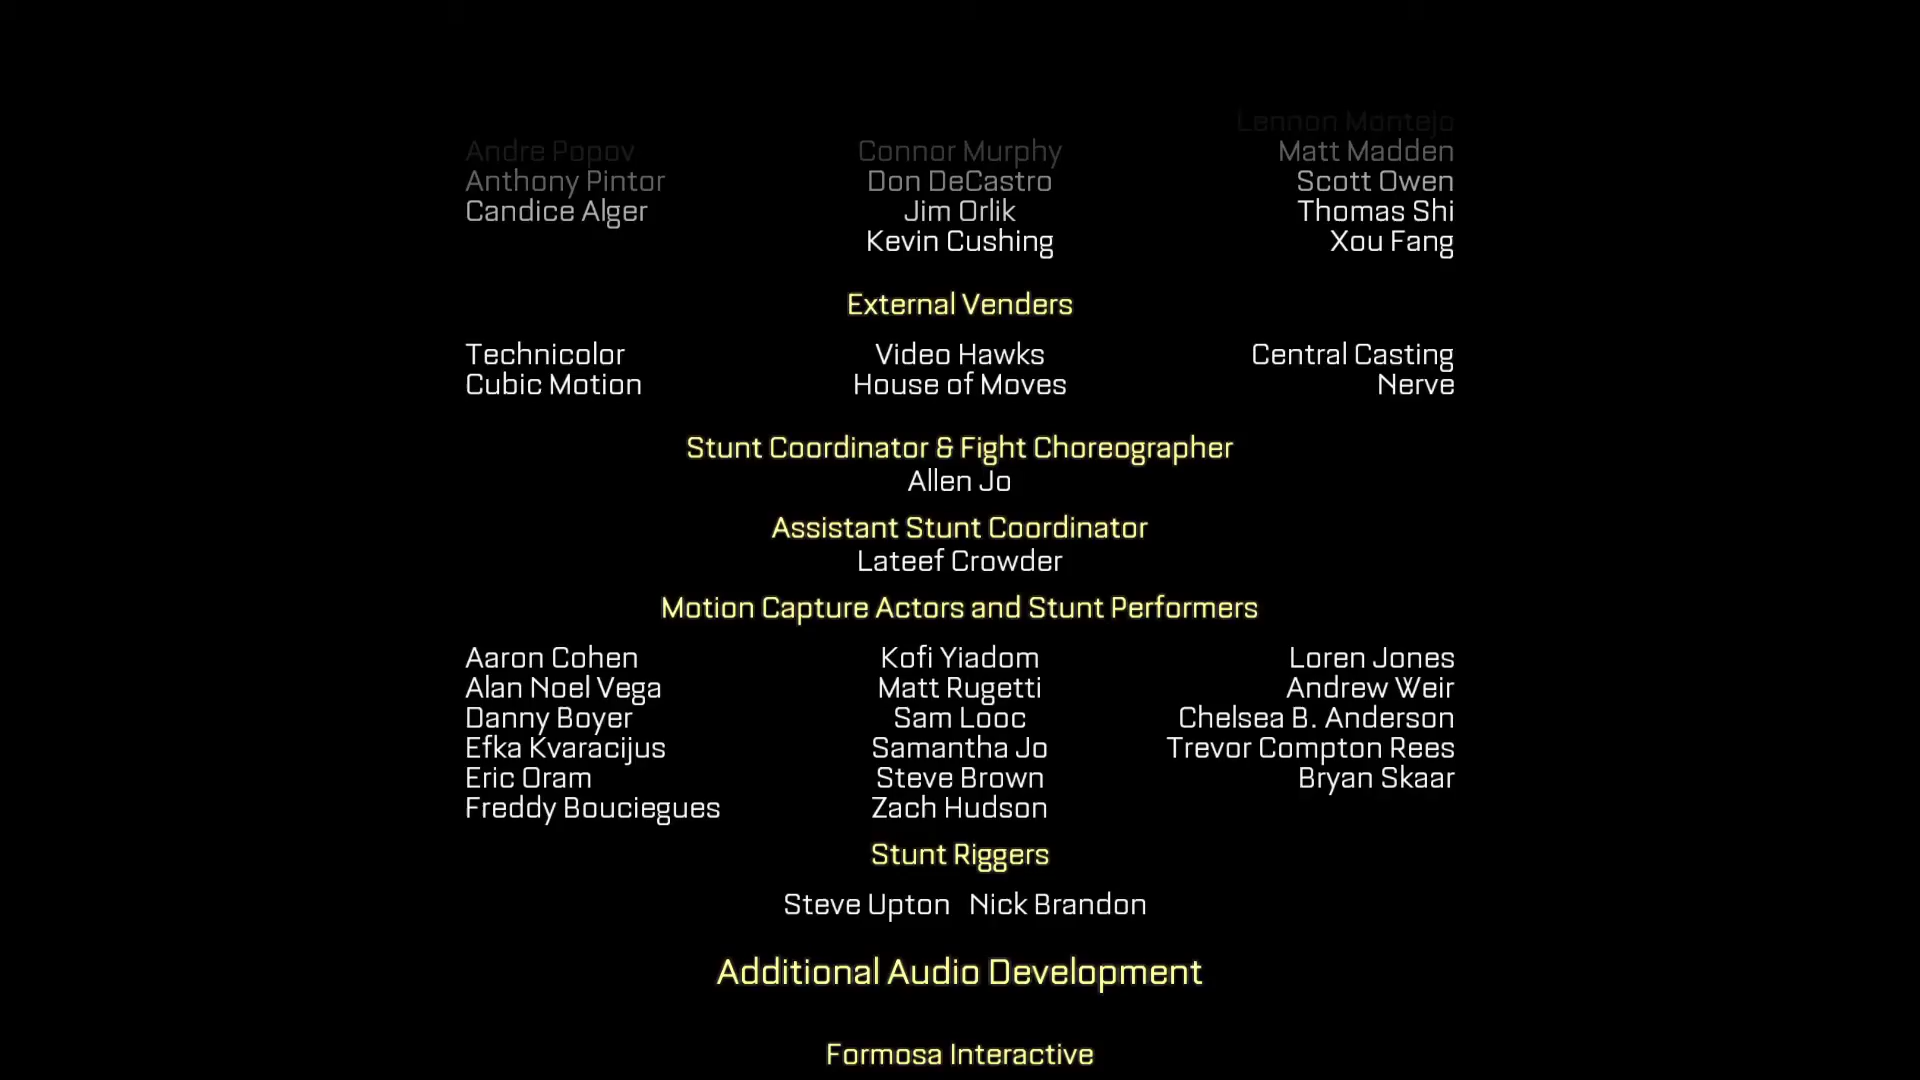 Lennon Montejo
Andre Popov Connor Murphy Matt Madden
Anthony Pintor Don DeCastro Scott Owen
Candice Alger Jim Orlik Thomas Shi
Kevin Cushing Xou Fang
External Venders
Technicolor Video Hawks Central Casting
Cubic Motion House of Moves Nerve
Stunt Coordinator & Fight Choreographer
Allen Jo
Assistant Stunt Coordinator
Lateef Crowder
Motion Capture Actors and Stunt Performers
Aaron Cohen Kofi Yiadom Loren Jones
Alan Noel Vega Matt Rugetti Andrew Weir
Danny Boyer Sam Looc Chelsea B. Anderson
Efka Kvaracijus Samantha Jo Trevor Compton Rees
Eric Oram Steve Brown Bryan Skaar
Freddy Bouciegues Zach Hudson
Stunt Riggers
Steve Upton Nick Brandon
Additional Audio Development
Formosa Interactive